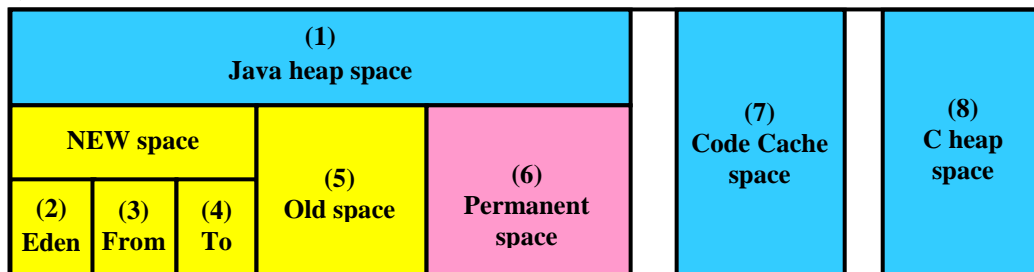 (1)
Java heap space
NEW space
(2)
Eden
(3)
From
(4)
To
(5)
Old space
(6)
Permanent
space
(7)
Code Cache
space
(8)
C heap
space